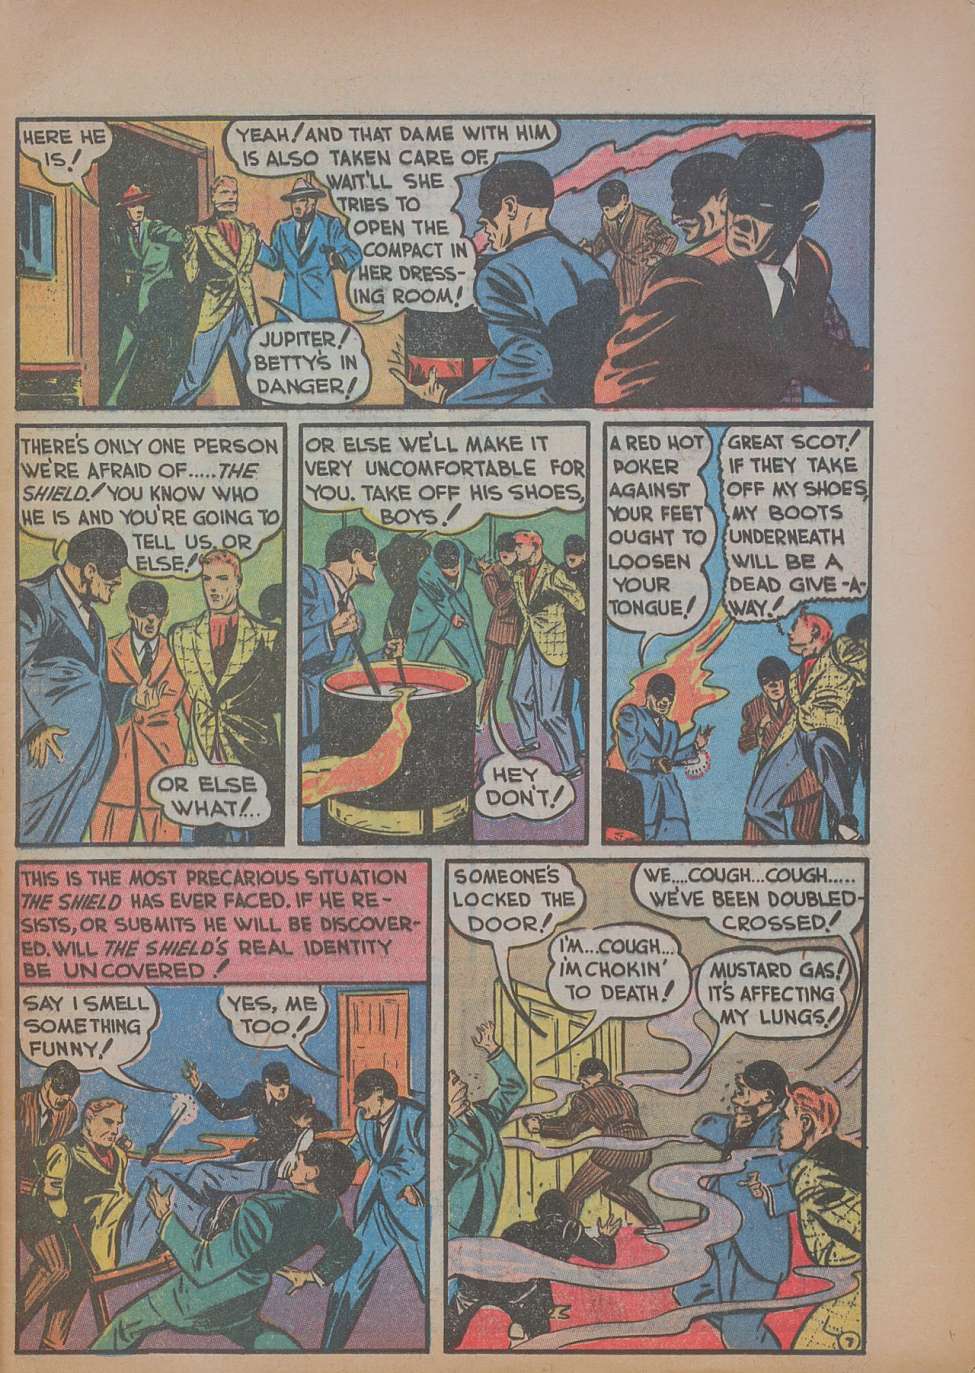 HERE HE
IS!
YEAH! AND THAT DAME WITH HIM
IS ALSO TAKEN CARE OF.
WAIT'LL SHE
TRIES TO
OPEN THE
COMPACT IN
HER DRESS-
ING ROOM!
JUPITER!
BETTY'S IN
DANGER!
THERE'S ONLY ONE PERSON
WE'RE AFRAID OF.....THE
SHIELD! YOU KNOW WHO
HE IS AND YOU'RE GOING TO
TELL US, OR
ELSE!
OR ELSE
WHAT!...
OR ELSE WE'LL MAKE IT
VERY UNCOMFORTABLE FOR
YOU. TAKE OFF HIS SHOES,
BOYS!
HEY
DON'T!
A RED HOT
POKER
AGAINST
YOUR FEET
OUGHT TO
LOOSEN
YOUR
TONGUE!
GREAT SCOT!
IF THEY TAKE
OFF MY SHOES,
MY BOOTS
UNDERNEATH
WILL BE A
DEAD GIVE-A-
WAY!
THIS IS THE MOST PRECARIOUS SITUATION
THE SHIELD HAS EVER FACED. IF HE RE-
SISTS, OR SUBMITS HE WILL BE DISCOVER-
ED. WILL THE SHIELD'S REAL IDENTITY
BE UNCOVERED!
SAY I SMELL
SOMETHING
FUNNY!
YES, ME
TOO!
SOMEONE'S
LOCKED THE
DOOR!
I'M...COUGH...
I'M CHOKIN'
TO DEATH!
WE....COUGH...COUGH.....
WE'VE BEEN DOUBLED-
CROSSED!
MUSTARD GAS!
IT'S AFFECTING
MY LUNGS!
7